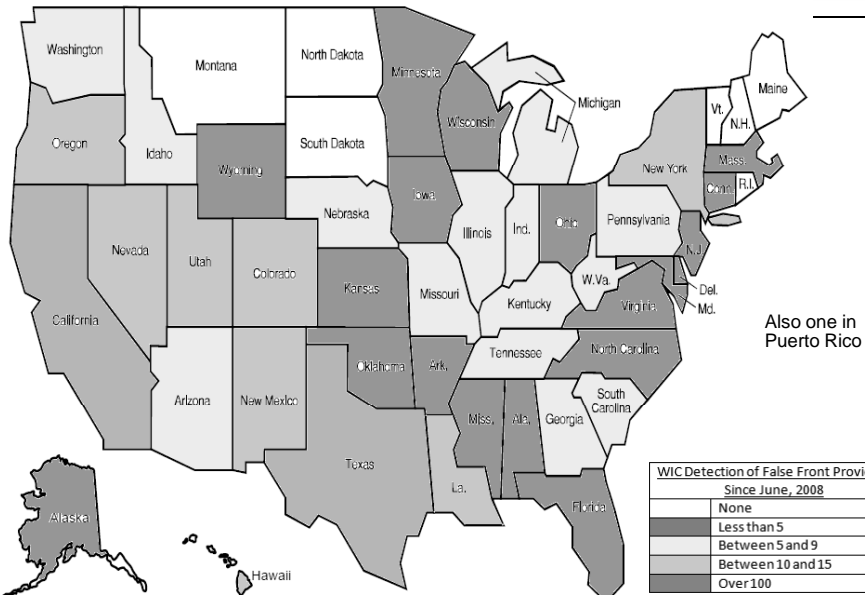 Washington
Montana
North Dakota
Minnesota
Michigan
Maine
Vt.
N.H.
Oregon
Idaho
South Dakota
Wisconsin
Wyoming
New York
Mass.
Conn.
R.I.
Nebraska
Iowa
Illinois
Ind.
Ohio
Pennsylvania
N.J.
Nevada
Utah
Colorado
Kansas
Missouri
W.Va.
Kentucky
Virginia
Del.
Md.
California
Also one in
Puerto Rico
Arizona
New Mexico
Oklahoma
Ark.
Tennessee
North Carolina
South
Carolina
Texas
La.
Miss.
Ala.
Georgia
Florida
Alaska
Hawaii
WIC Detection of False Front Provi
Since June, 2008
None
Less than 5
Between 5 and 9
Between 10 and 15
Over 100